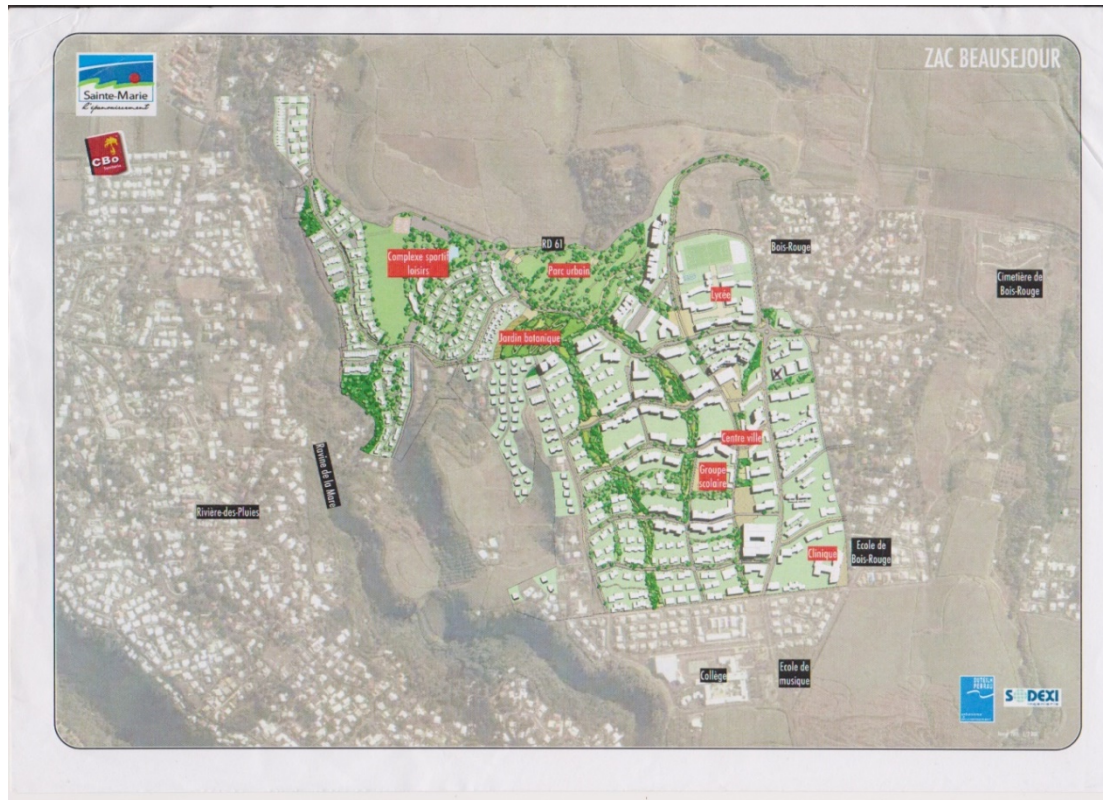 ZAC BEAUSEJOUR
Sainte-Marie
CBo
RD 61
Bois-Rouge
Complexe sportif
loisirs
Parc urbain
Cimetière de
Bois-Rouge
Lycée
Jardin botanique
Centre ville
Ravine de la Mare
Groupe
scolaire
Rivière-des-Pluies
Clinique
Ecole de
Bois-Rouge
Collège
Ecole de
musique
SODEXI